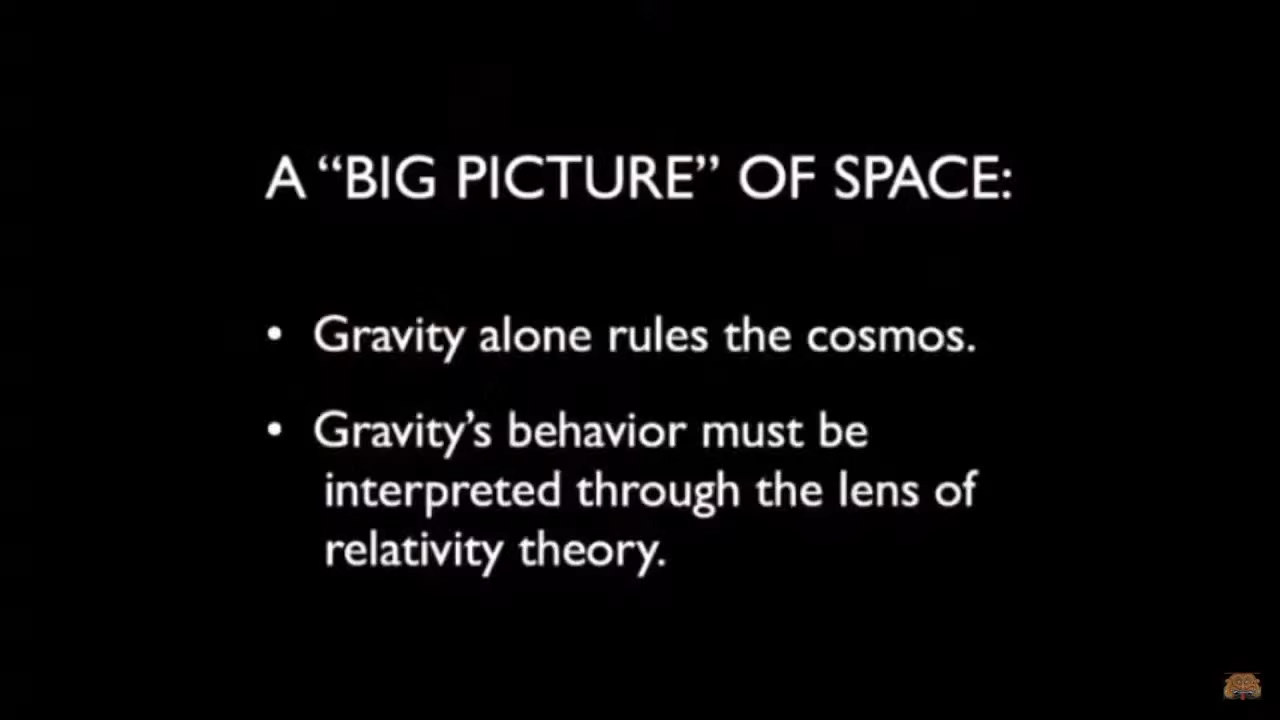 A “BIG PICTURE” OF SPACE:
• Gravity alone rules the cosmos.
• Gravity’s behavior must be
interpreted through the lens of
relativity theory.